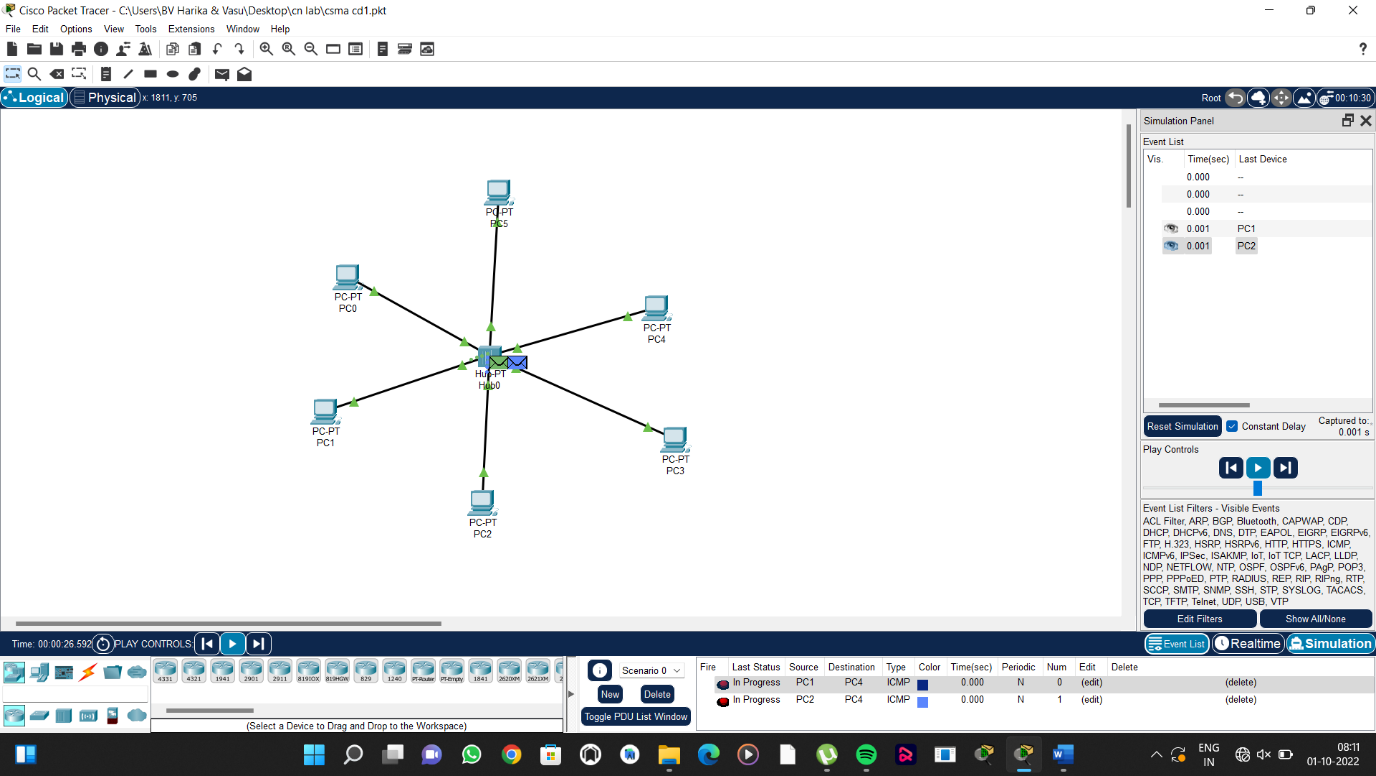 Cisco Packet Tracer - C:\Users\BV Harika & Vasu\Desktop\cn lab\csma cd1.pkt
File Edit Options View Tools Extensions Window Help
?
Logical Physical x: 1811, y: 705 Root 00:10:30
Simulation Panel
Event List
Vis. Time(sec) Last Device
0.000 --
0.000 --
0.000 --
0.001 PC1
0.001 PC2
PC-PT
PC5
PC-PT
PC0
PC-PT
PC4
Hub-PT
Hub0
PC-PT
PC1
PC-PT
PC3
PC-PT
PC2
Reset Simulation Constant Delay Captured to:,
0.001 s
Play Controls
Event List Filters - Visible Events
ACL Filter, ARP, BGP, Bluetooth, CAPWAP, CDP,
DHCP, DHCPv6, DNS, DTP, EAPOL, EIGRP, EIGRPv6,
FTP, H.323, HSRP, HSRPv6, HTTP, HTTPS, ICMP,
ICMPv6, IPSec, ISAKMP, IoT, IoT TCP, LACP, LLDP,
NDP, NETFLOW, NTP, OSPF, OSPFv6, PAgP, POP3,
PPP, PPPoED, PTP, RADIUS, REP, RIP, RIPng, RTP,
SCCP, SMTP, SNMP, SSH, STP, SYSLOG, TACACS,
TCP, TFTP, Telnet, UDP, USB, VTP
Edit Filters Show All/None
Time: 00:00:26.592 PLAY CONTROLS: Event List Realtime Simulation
4331 4321 1941 2901 2911 819IOX 819HGW 829 1240 PT-Router PT-Empty 1841 2620XM 2621XM
(Select a Device to Drag and Drop to the Workspace)
Scenario 0
New Delete
Toggle PDU List Window
Fire Last Status Source Destination Type Color Time(sec) Periodic Num Edit Delete
In Progress PC1 PC4 ICMP 0.000 N 0 (edit) (delete)
In Progress PC2 PC4 ICMP 0.000 N 1 (edit) (delete)
ENG
IN
08:11
01-10-2022